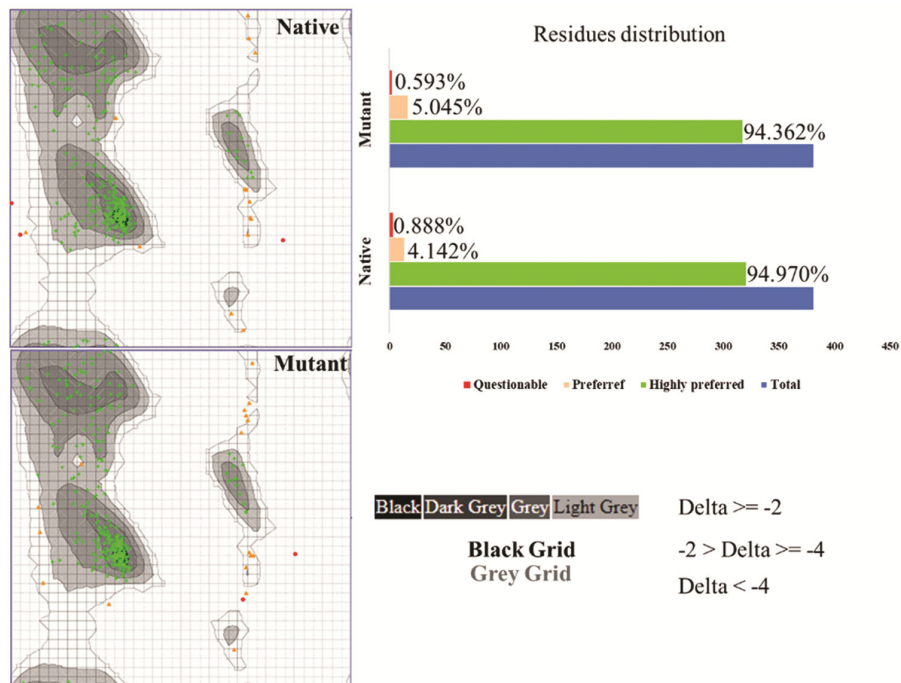 Native
Mutant
Residues distribution
Mutant
0.593%
5.045%
94.362%
Native
0.888%
4.142%
94.970%
0 50 100 150 200 250 300 350 400 450
Questionable Preferref Highly preferred Total
Black Dark Grey Grey Light Grey Delta >= -2
Black Grid -2 > Delta >= -4
Grey Grid Delta < -4